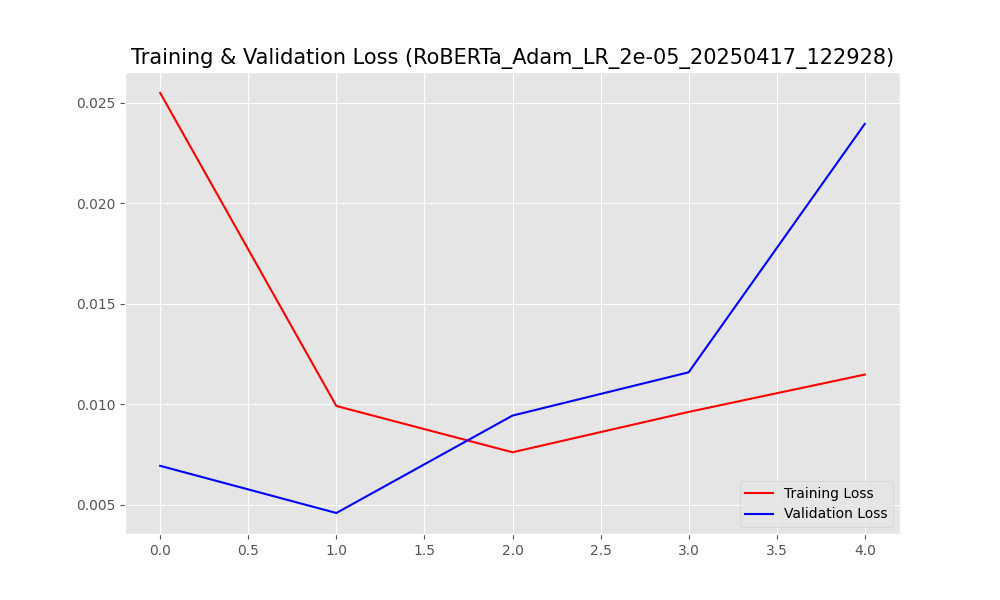 Training & Validation Loss (RoBERTa_Adam_LR_2e-05_20250417_122928)
0.025
0.020
0.015
0.010
0.005
Training Loss
Validation Loss
0.0 0.5 1.0 1.5 2.0 2.5 3.0 3.5 4.0